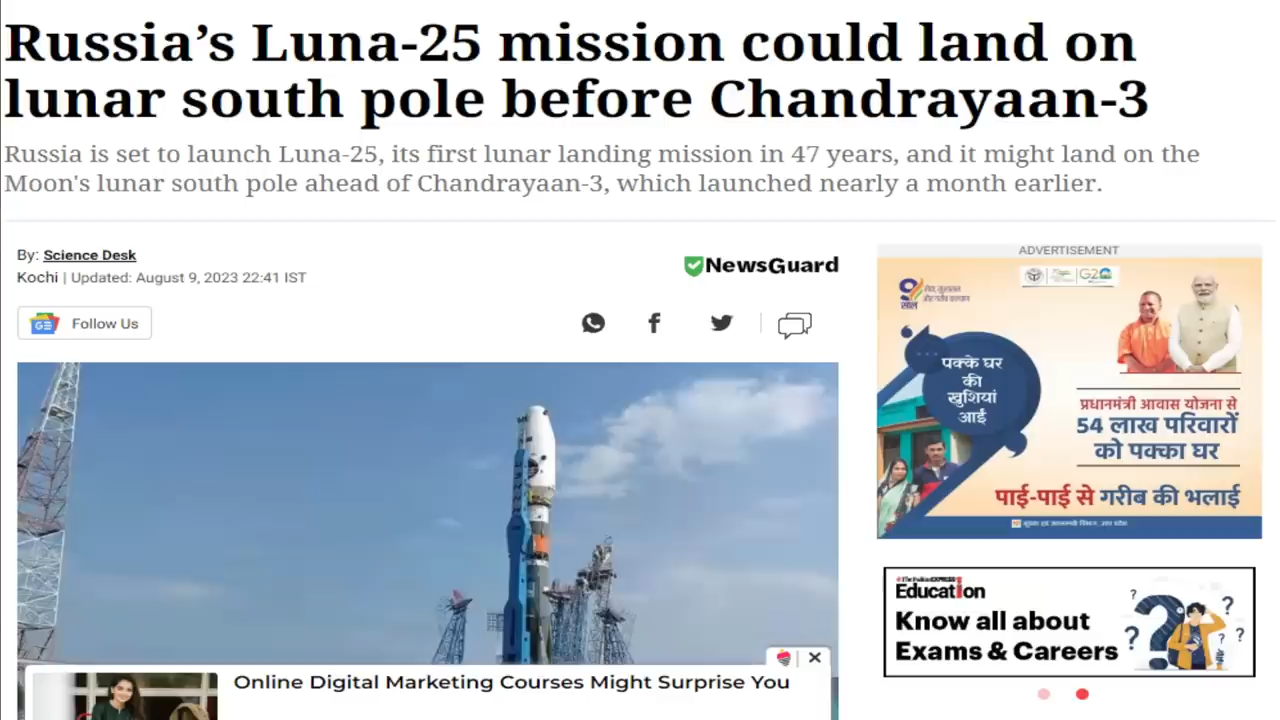 Russia’s Luna-25 mission could land on
lunar south pole before Chandrayaan-3
Russia is set to launch Luna-25, its first lunar landing mission in 47 years, and it might land on the
Moon's lunar south pole ahead of Chandrayaan-3, which launched nearly a month earlier.
By: Science Desk
Kochi | Updated: August 9, 2023 22:41 IST
NewsGuard
Follow Us
ADVERTISEMENT
G20
9
साल
पक्के घर
की
खुशियां
आईं
प्रधानमंत्री आवास योजना से
54 लाख परिवारों
को पक्का घर
पाई-पाई से गरीब की भलाई
Education
Know all about
Exams & Careers
Online Digital Marketing Courses Might Surprise You